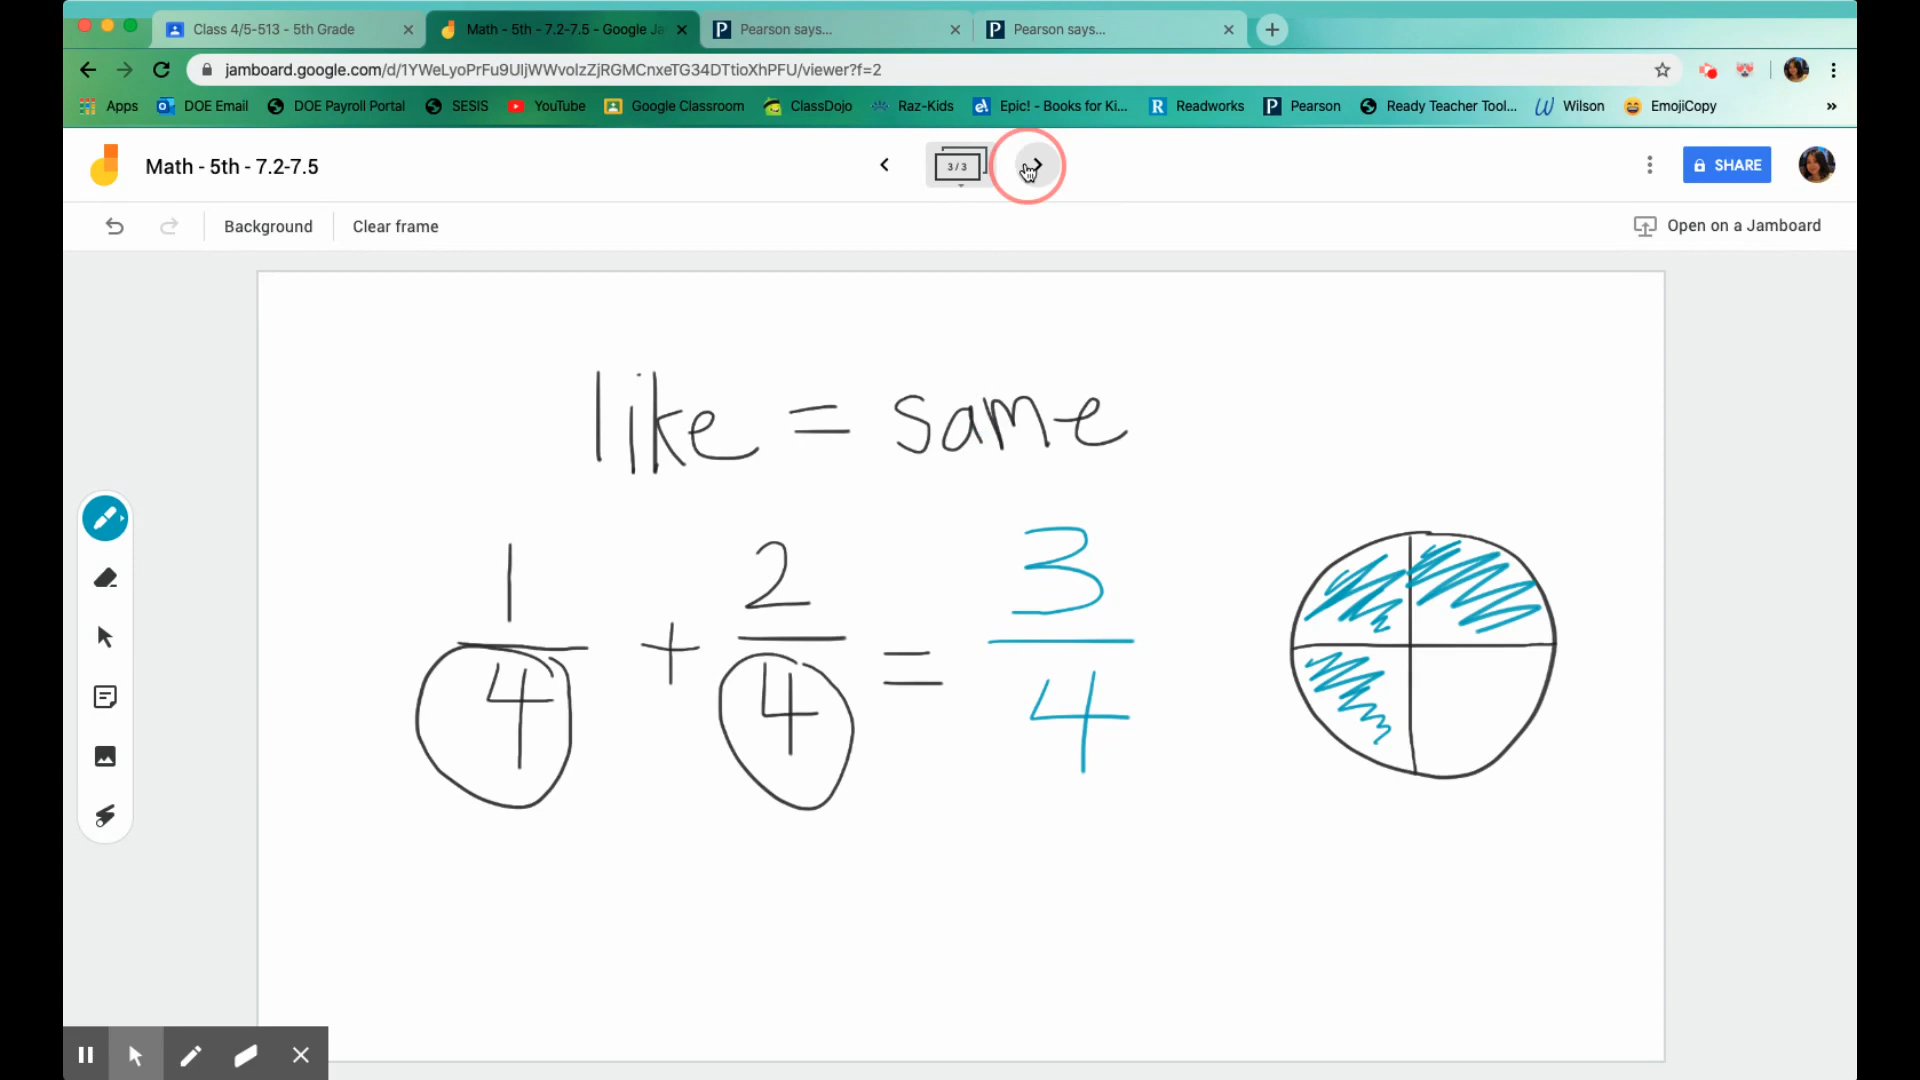 Class 4/5-513 - 5th Grade
Math - 5th - 7.2-7.5 - Google Ja
Pearson says...
Pearson says...
jamboard.google.com/d/1YWeLyoPrFu9UIjWWvoIzZjRGMCnxeTG34DTtioXhPFU/viewer?f=2
Apps DOE Email DOE Payroll Portal SESIS YouTube Google Classroom ClassDojo Raz-Kids Epic! - Books for Ki... Readworks Pearson Ready Teacher Tool... Wilson EmojiCopy »
Math - 5th - 7.2-7.5
3 / 3
SHARE
Background
Clear frame
Open on a Jamboard
like = same
1/4 + 2/4 = 3/4